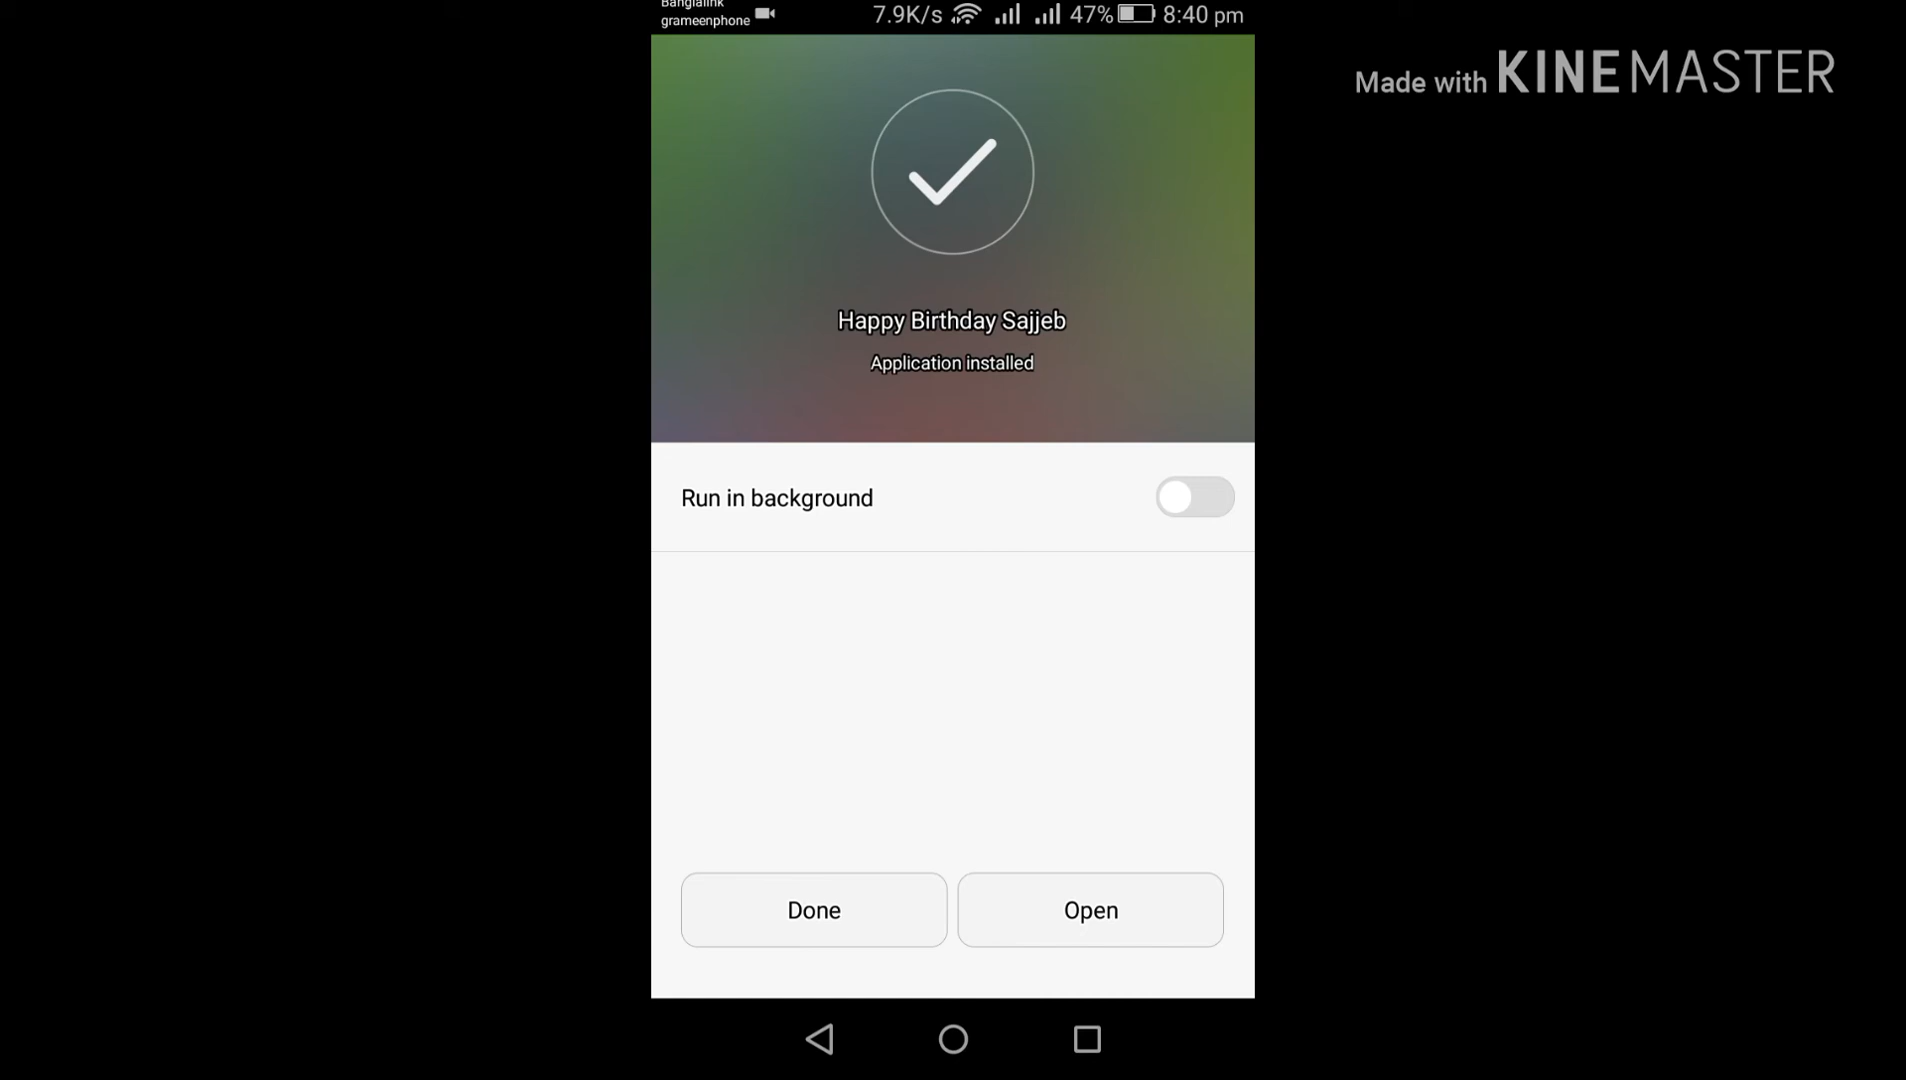 Banglalink
grameenphone
7.9K/s 47% 8:40 pm
Made with KINEMASTER
Happy Birthday Sajjeb
Application installed
Run in background
Done
Open